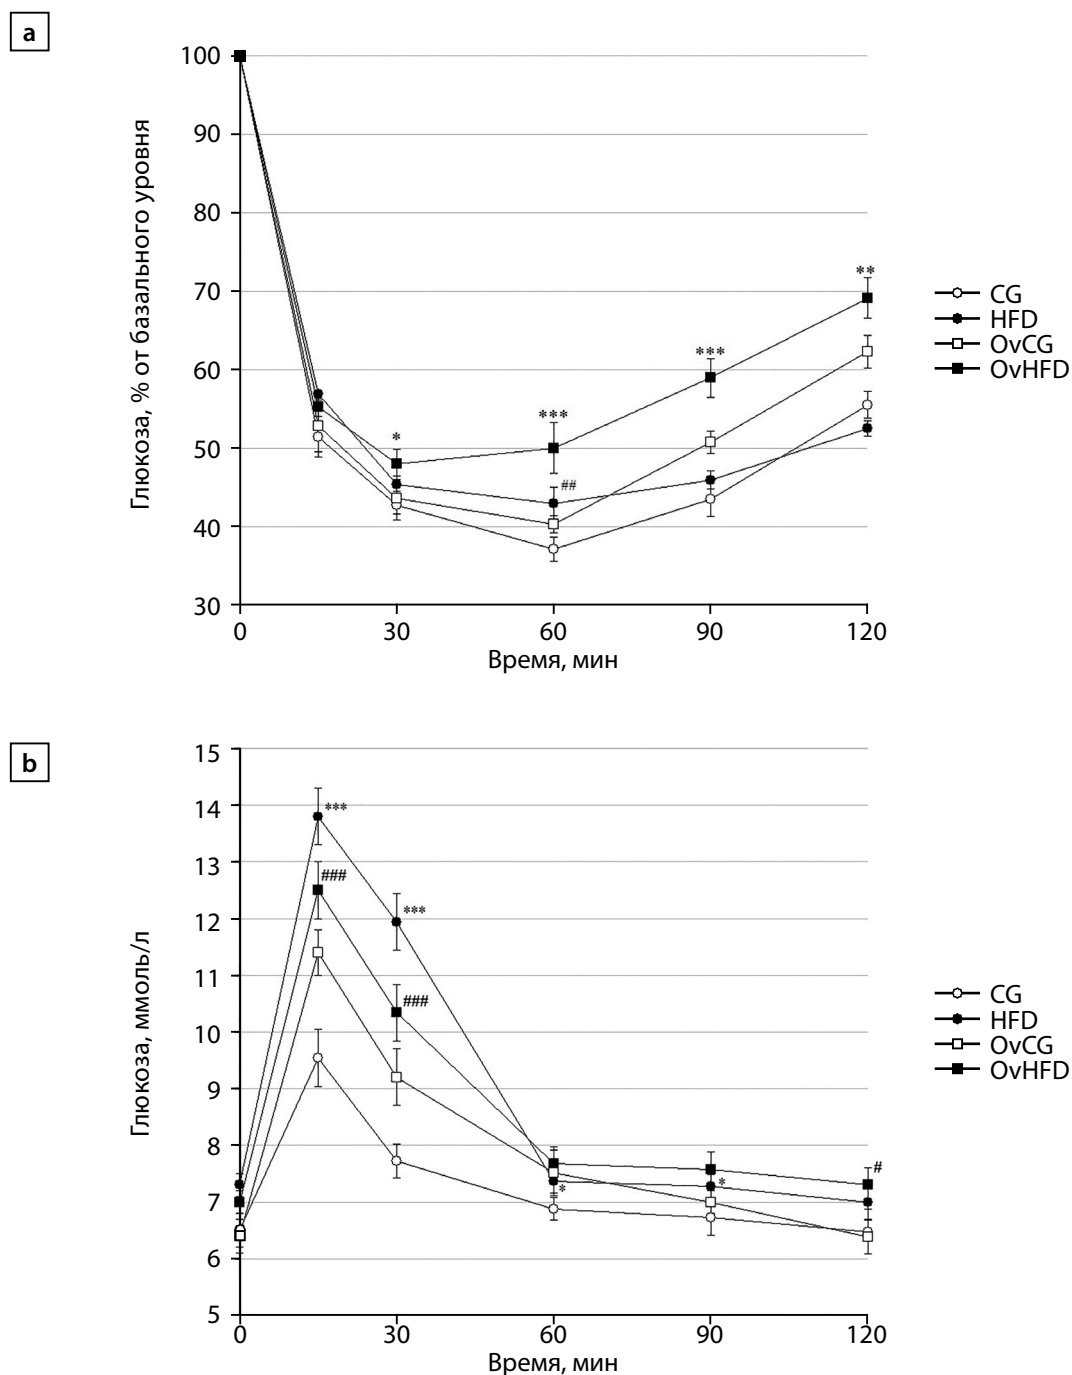 a
100
90
80
70
60
50
40
30
0
30
60
90
120
Глюкоза, % от базального уровня
Время, мин
*
***
##
***
**
CG
HFD
OvCG
OvHFD
b
15
14
13
12
11
10
9
8
7
6
5
0
30
60
90
120
Глюкоза, ммоль/л
Время, мин
***
###
***
###
*
*
#
CG
HFD
OvCG
OvHFD